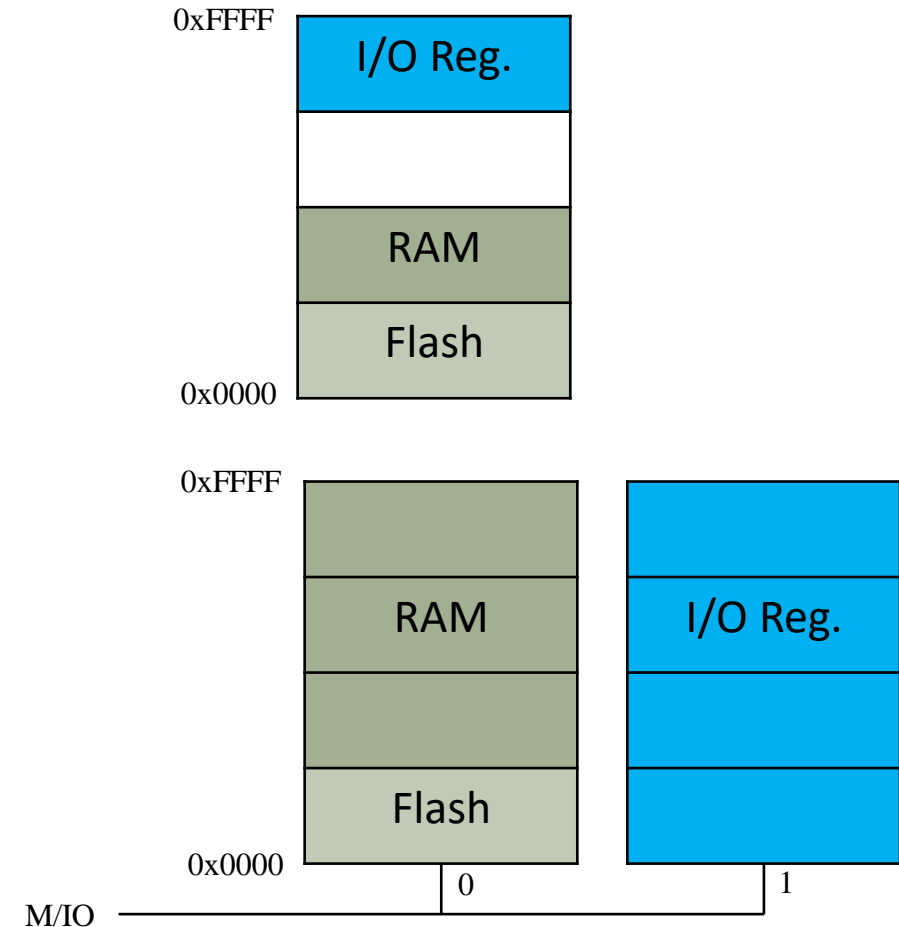 0xFFFF
I/O Reg.
RAM
Flash
0x0000
0xFFFF
RAM
I/O Reg.
Flash
0x0000
0
1
M/IO